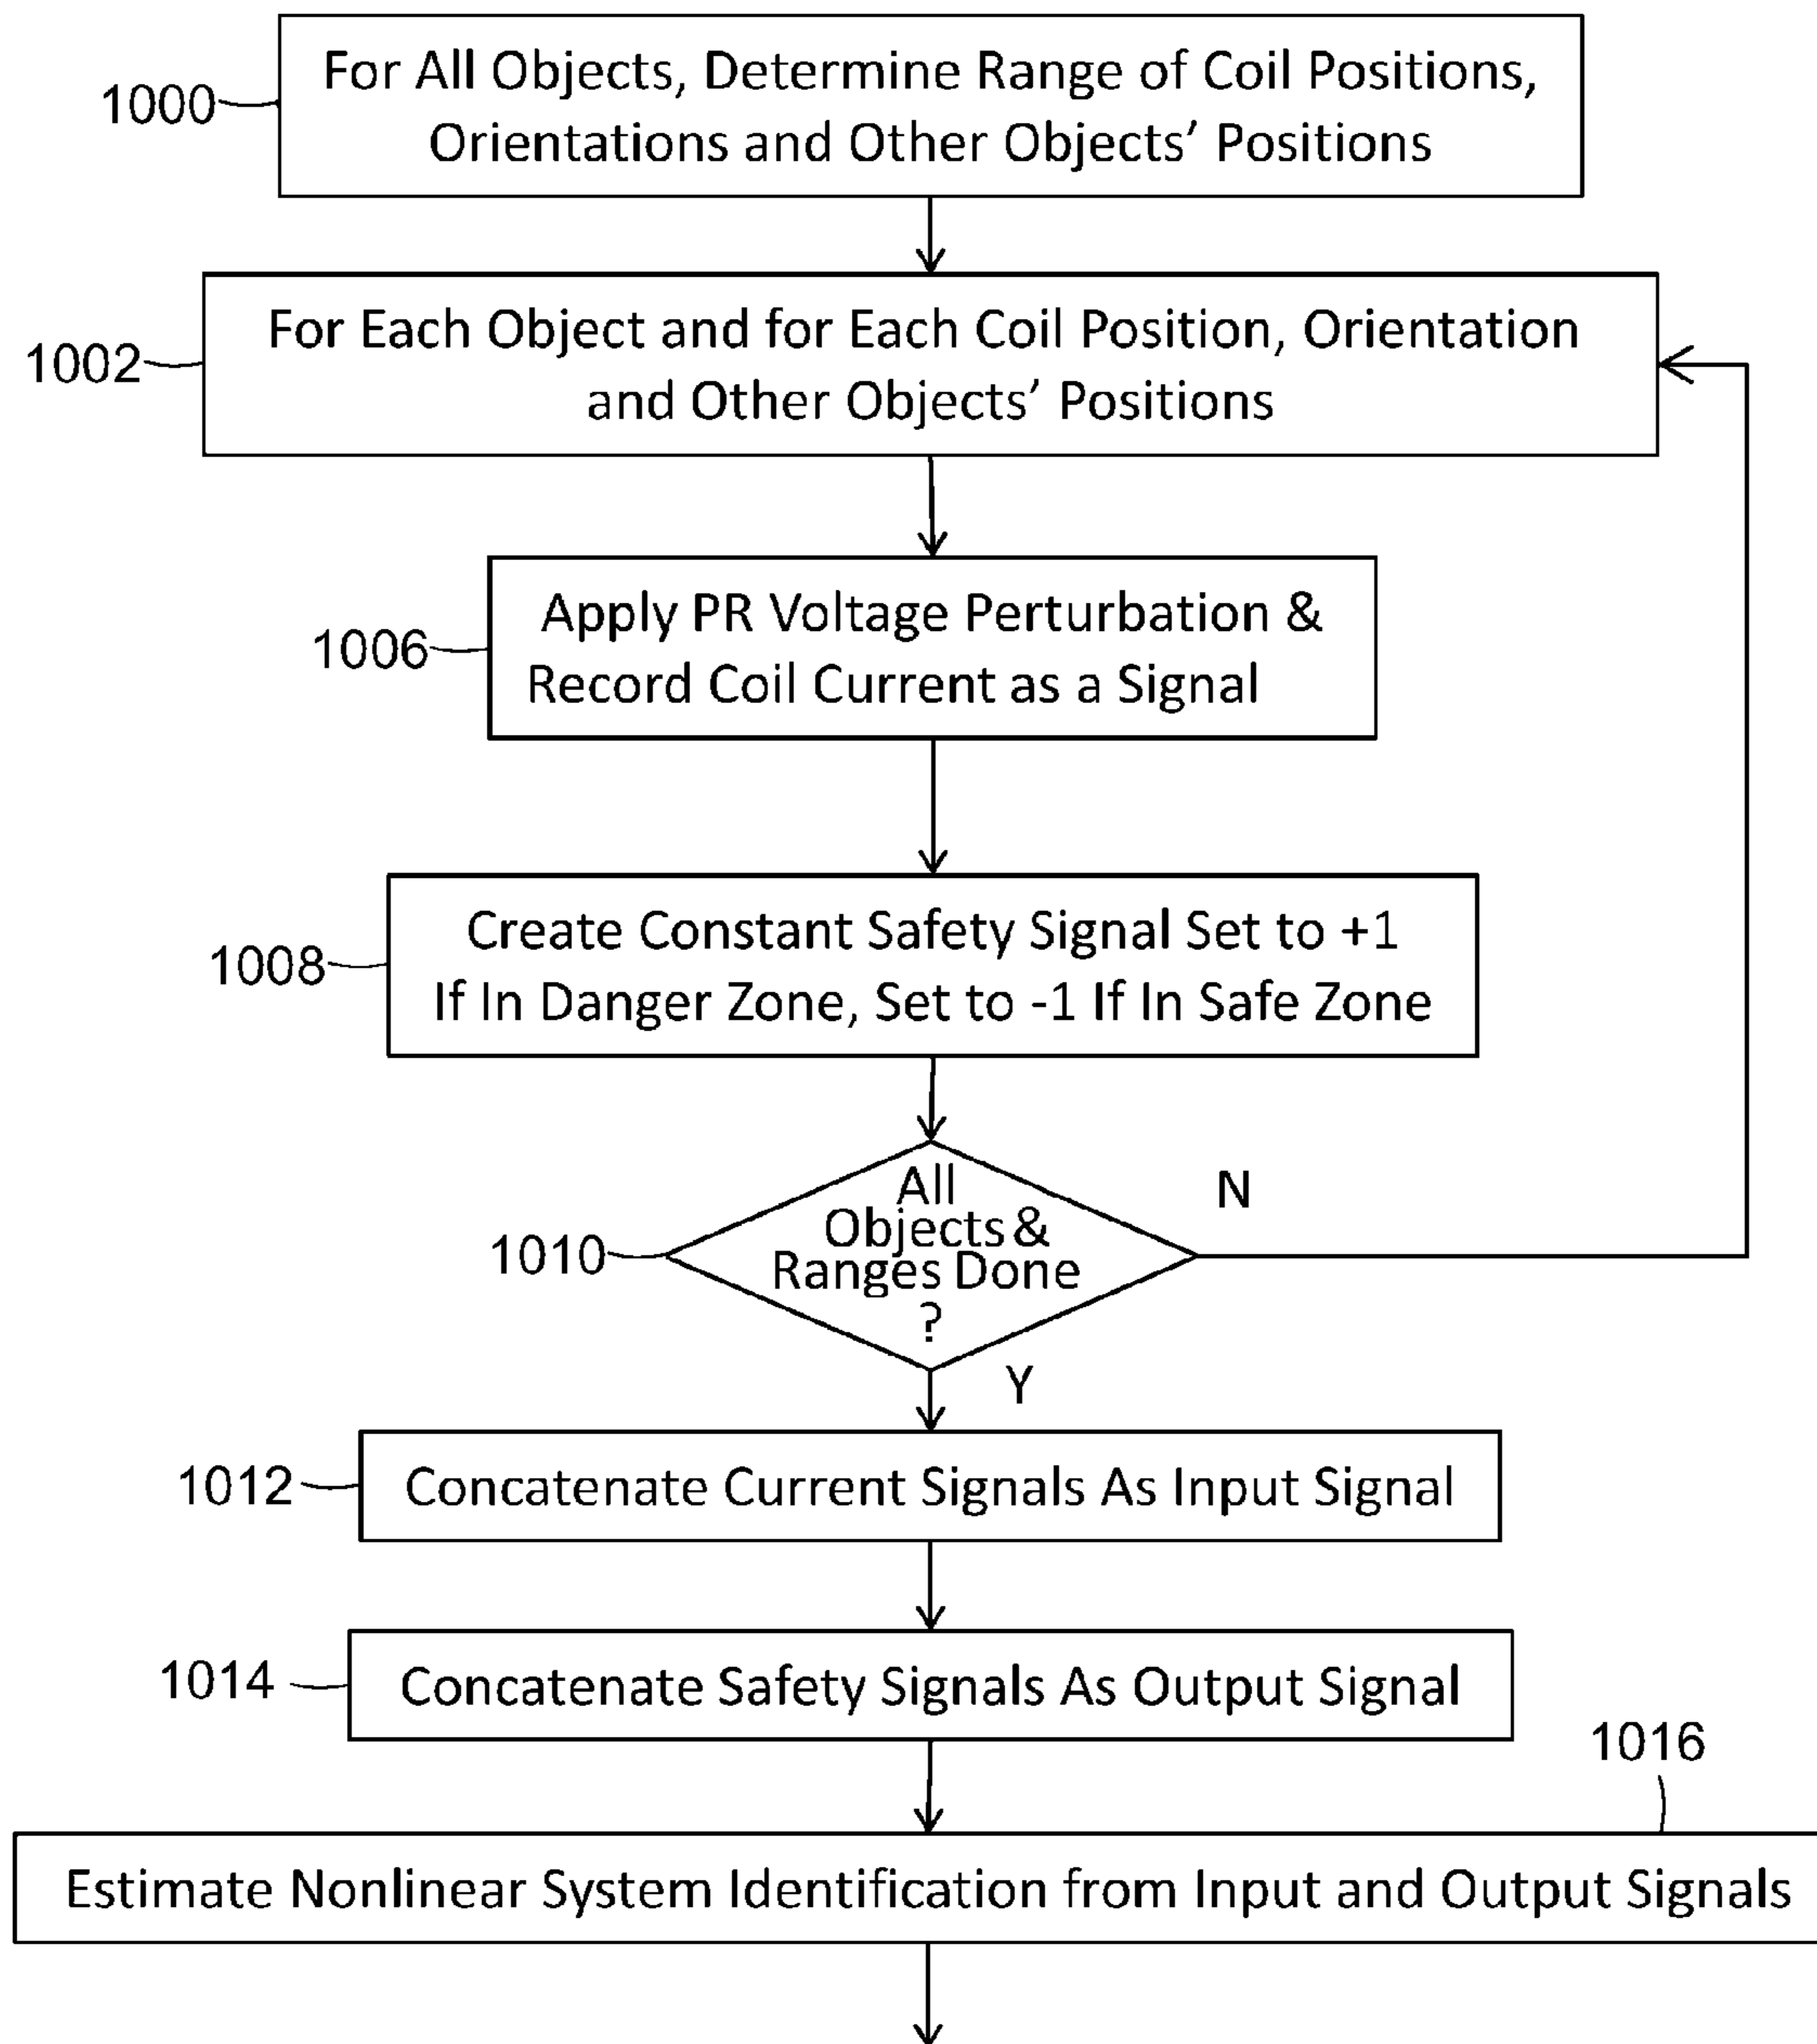 For All Objects, Determine Range of Coil Positions,
Orientations and Other Objects' Positions
1000
For Each Object and for Each Coil Position, Orientation
and Other Objects' Positions
1002
Apply PR Voltage Perturbation &
Record Coil Current as a Signal
1006
Create Constant Safety Signal Set to +1
If In Danger Zone, Set to -1 If In Safe Zone
1008
All
Objects &
Ranges Done
?
1010
N
Y
Concatenate Current Signals As Input Signal
1012
Concatenate Safety Signals As Output Signal
1014
1016
Estimate Nonlinear System Identification from Input and Output Signals